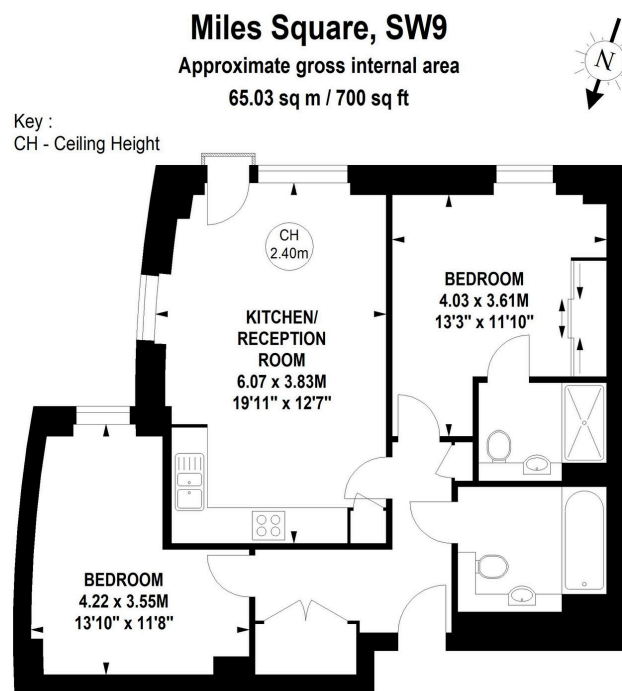 Miles Square, SW9
Approximate gross internal area
65.03 sq m / 700 sq ft
N
Key :
CH - Ceiling Height
CH
2.40m
KITCHEN/
RECEPTION
ROOM
6.07 x 3.83M
19'11" x 12'7"
BEDROOM
4.03 x 3.61M
13'3" x 11'10"
BEDROOM
4.22 x 3.55M
13'10" x 11'8"